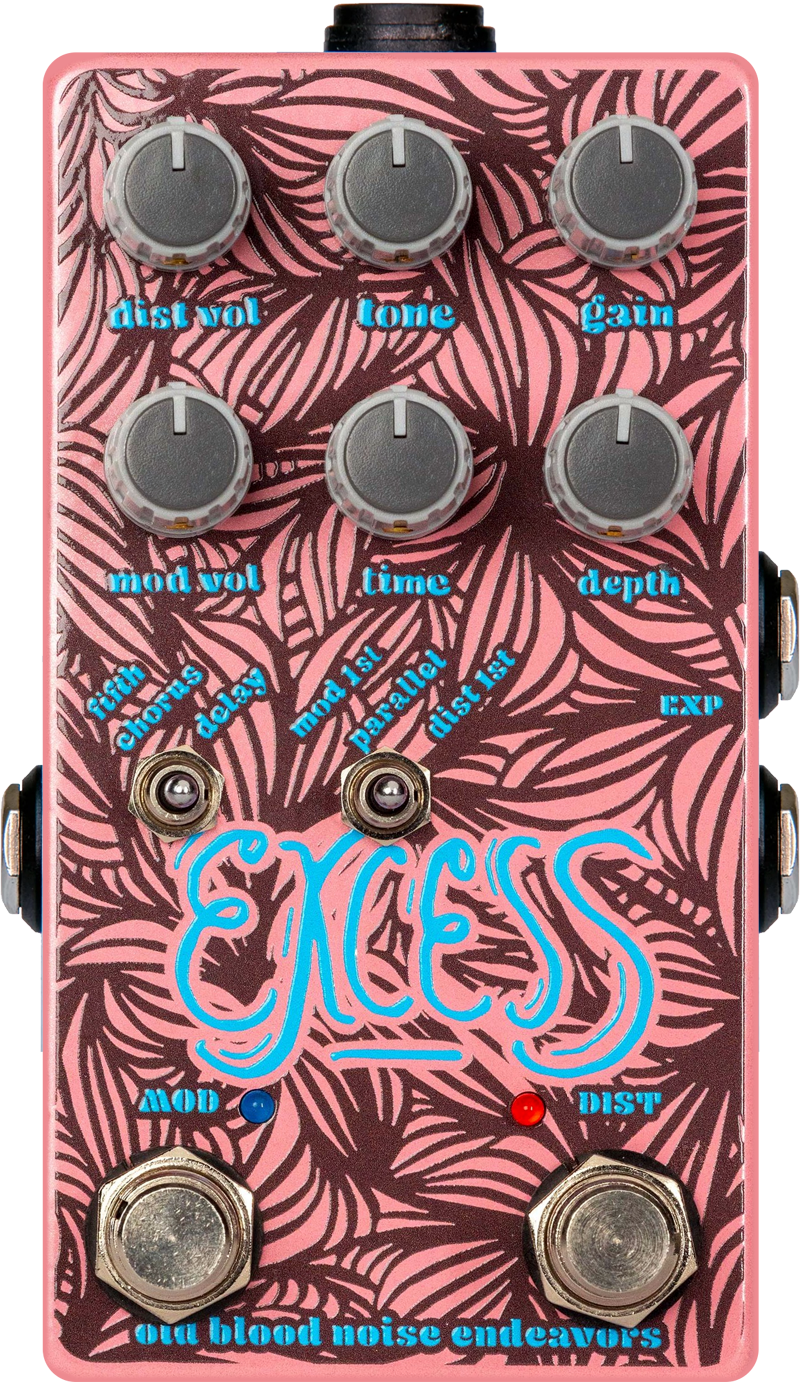 dist vol tone gain
mod vol time depth
fifth
chorus
delay
mod 1st
parallel
dist 1st
EXP
EXCESS
MOD DIST
old blood noise endeavors